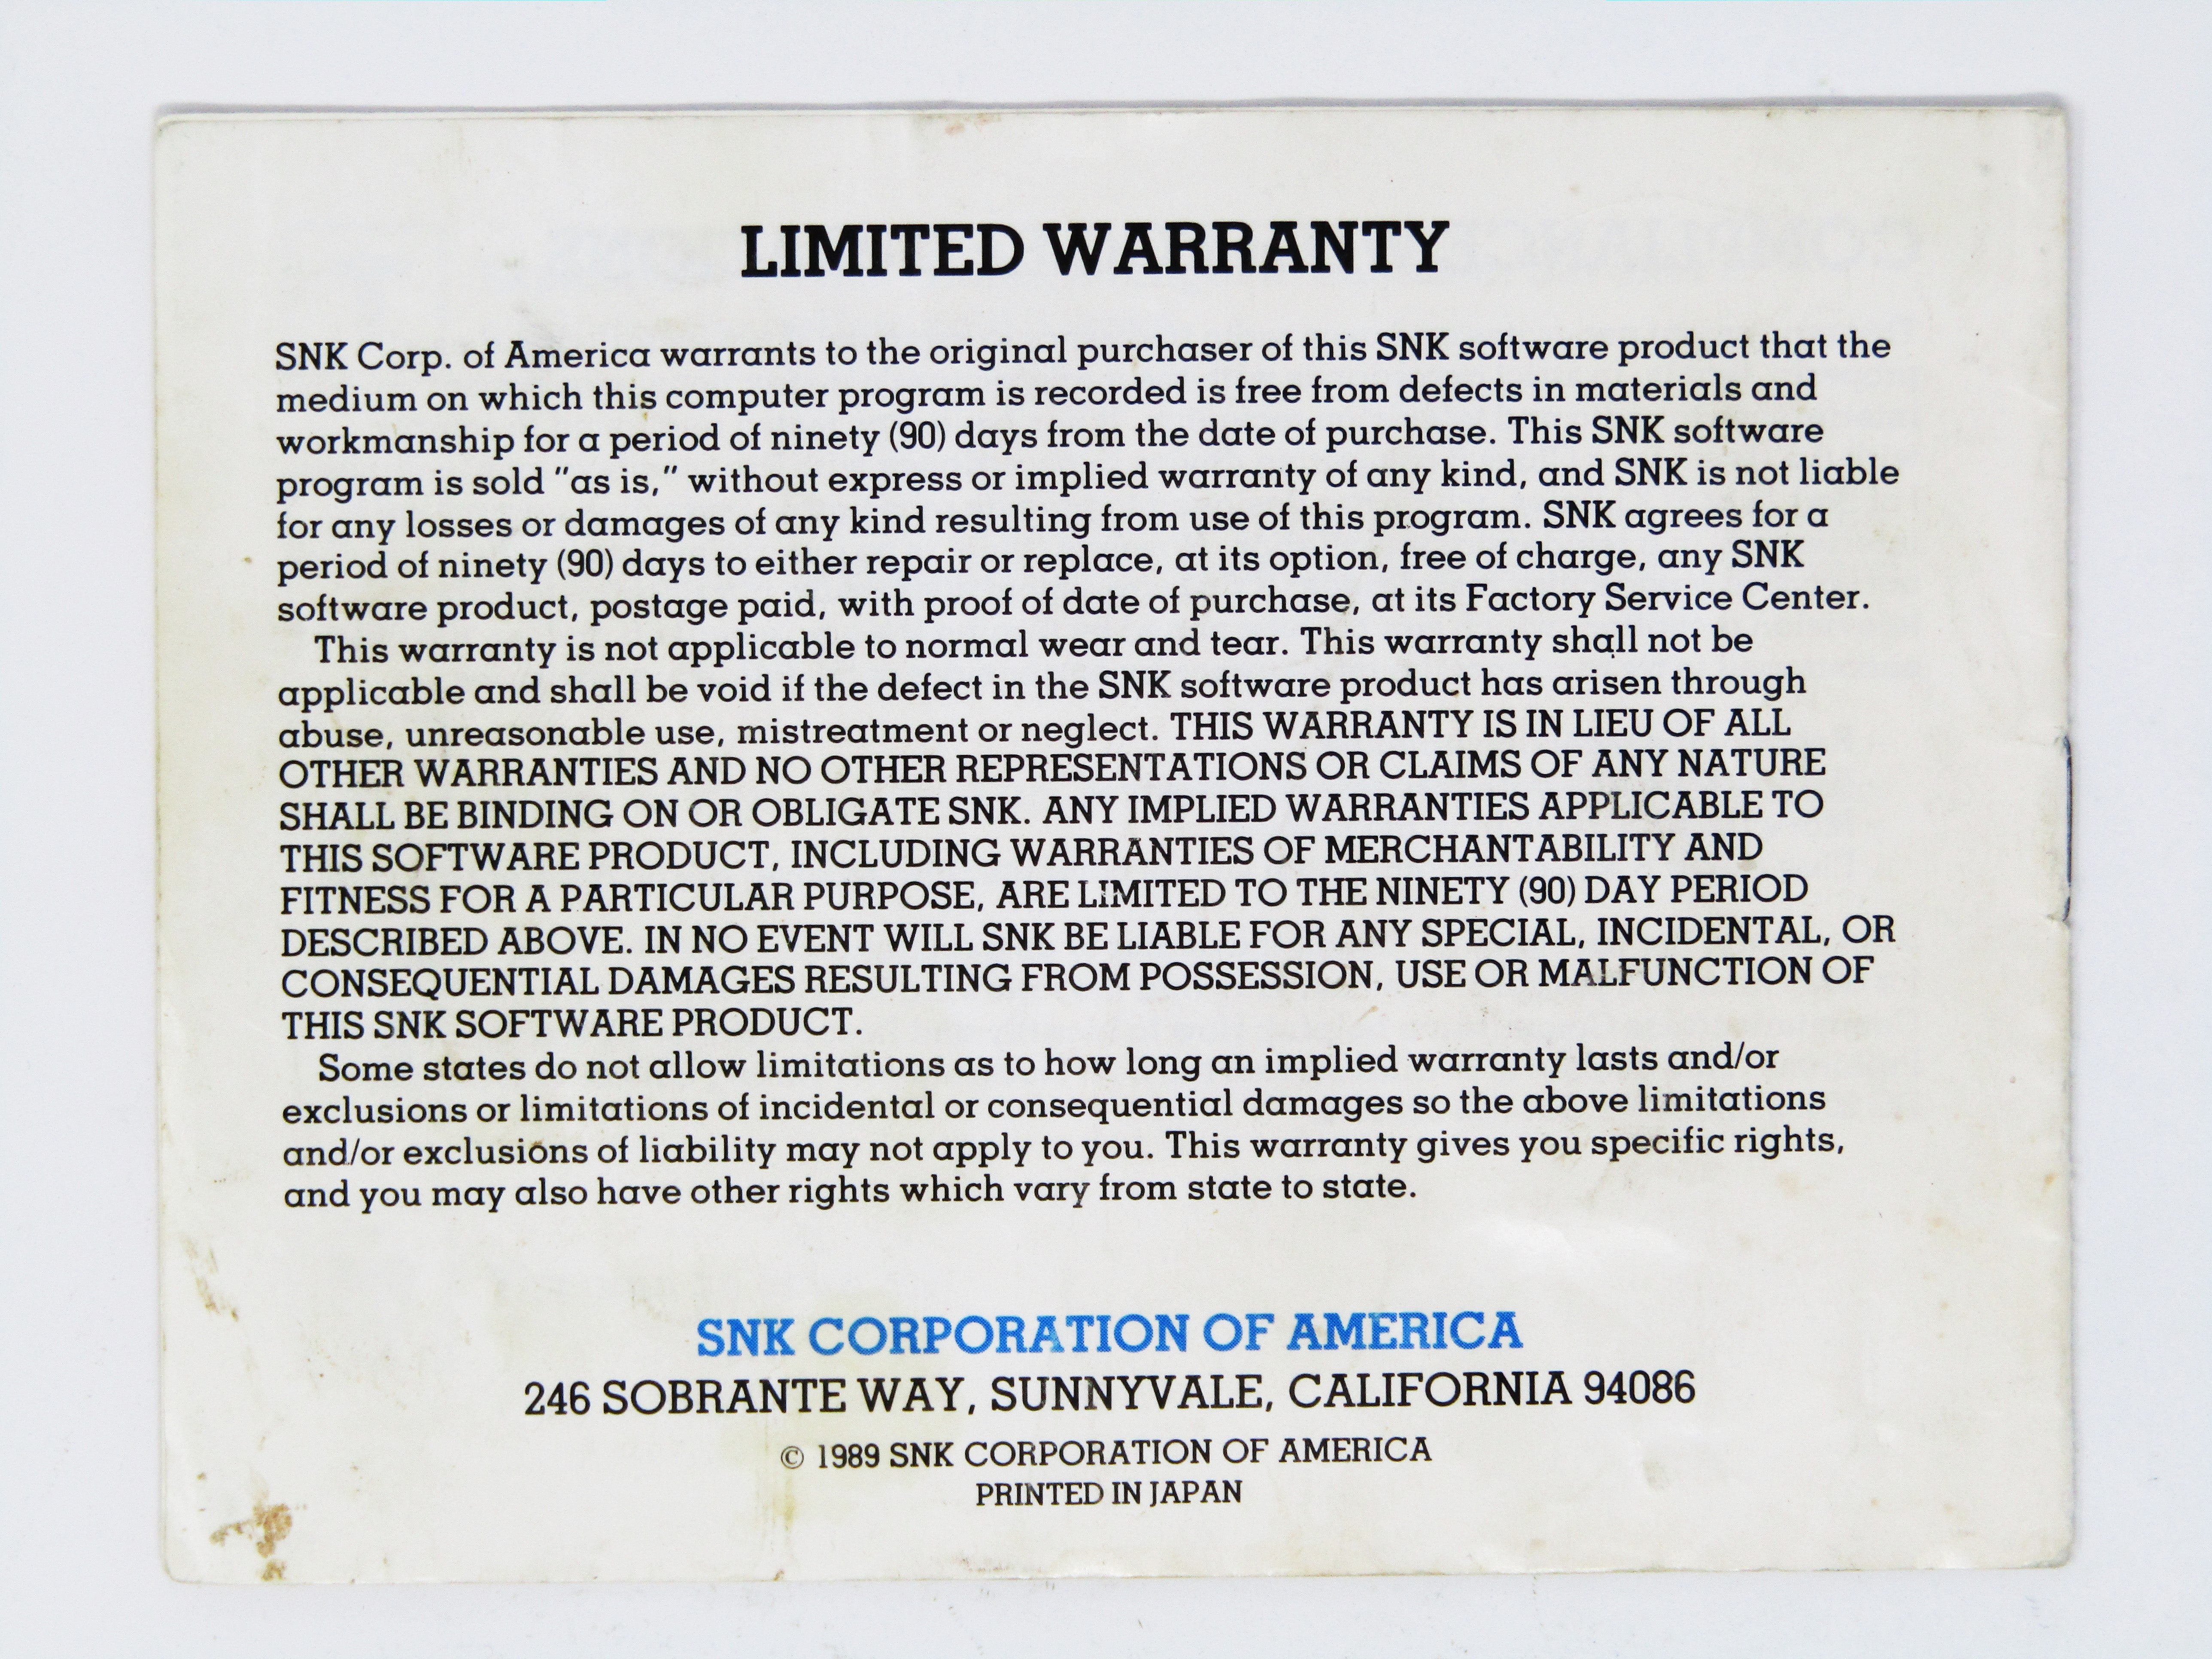 LIMITED WARRANTY
SNK Corp. of America warrants to the original purchaser of this SNK software product that the
medium on which this computer program is recorded is free from defects in materials and
workmanship for a period of ninety (90) days from the date of purchase. This SNK software
program is sold "as is," without express or implied warranty of any kind, and SNK is not liable
for any losses or damages of any kind resulting from use of this program. SNK agrees for a
period of ninety (90) days to either repair or replace, at its option, free of charge, any SNK
software product, postage paid, with proof of date of purchase, at its Factory Service Center.
This warranty is not applicable to normal wear and tear. This warranty shall not be
applicable and shall be void if the defect in the SNK software product has arisen through
abuse, unreasonable use, mistreatment or neglect. THIS WARRANTY IS IN LIEU OF ALL
OTHER WARRANTIES AND NO OTHER REPRESENTATIONS OR CLAIMS OF ANY NATURE
SHALL BE BINDING ON OR OBLIGATE SNK. ANY IMPLIED WARRANTIES APPLICABLE TO
THIS SOFTWARE PRODUCT, INCLUDING WARRANTIES OF MERCHANTABILITY AND
FITNESS FOR A PARTICULAR PURPOSE, ARE LIMITED TO THE NINETY (90) DAY PERIOD
DESCRIBED ABOVE. IN NO EVENT WILL SNK BE LIABLE FOR ANY SPECIAL, INCIDENTAL, OR
CONSEQUENTIAL DAMAGES RESULTING FROM POSSESSION, USE OR MALFUNCTION OF
THIS SNK SOFTWARE PRODUCT.
Some states do not allow limitations as to how long an implied warranty lasts and/or
exclusions or limitations of incidental or consequential damages so the above limitations
and/or exclusions of liability may not apply to you. This warranty gives you specific rights,
and you may also have other rights which vary from state to state.
SNK CORPORATION OF AMERICA
246 SOBRANTE WAY, SUNNYVALE, CALIFORNIA 94086
© 1989 SNK CORPORATION OF AMERICA
PRINTED IN JAPAN